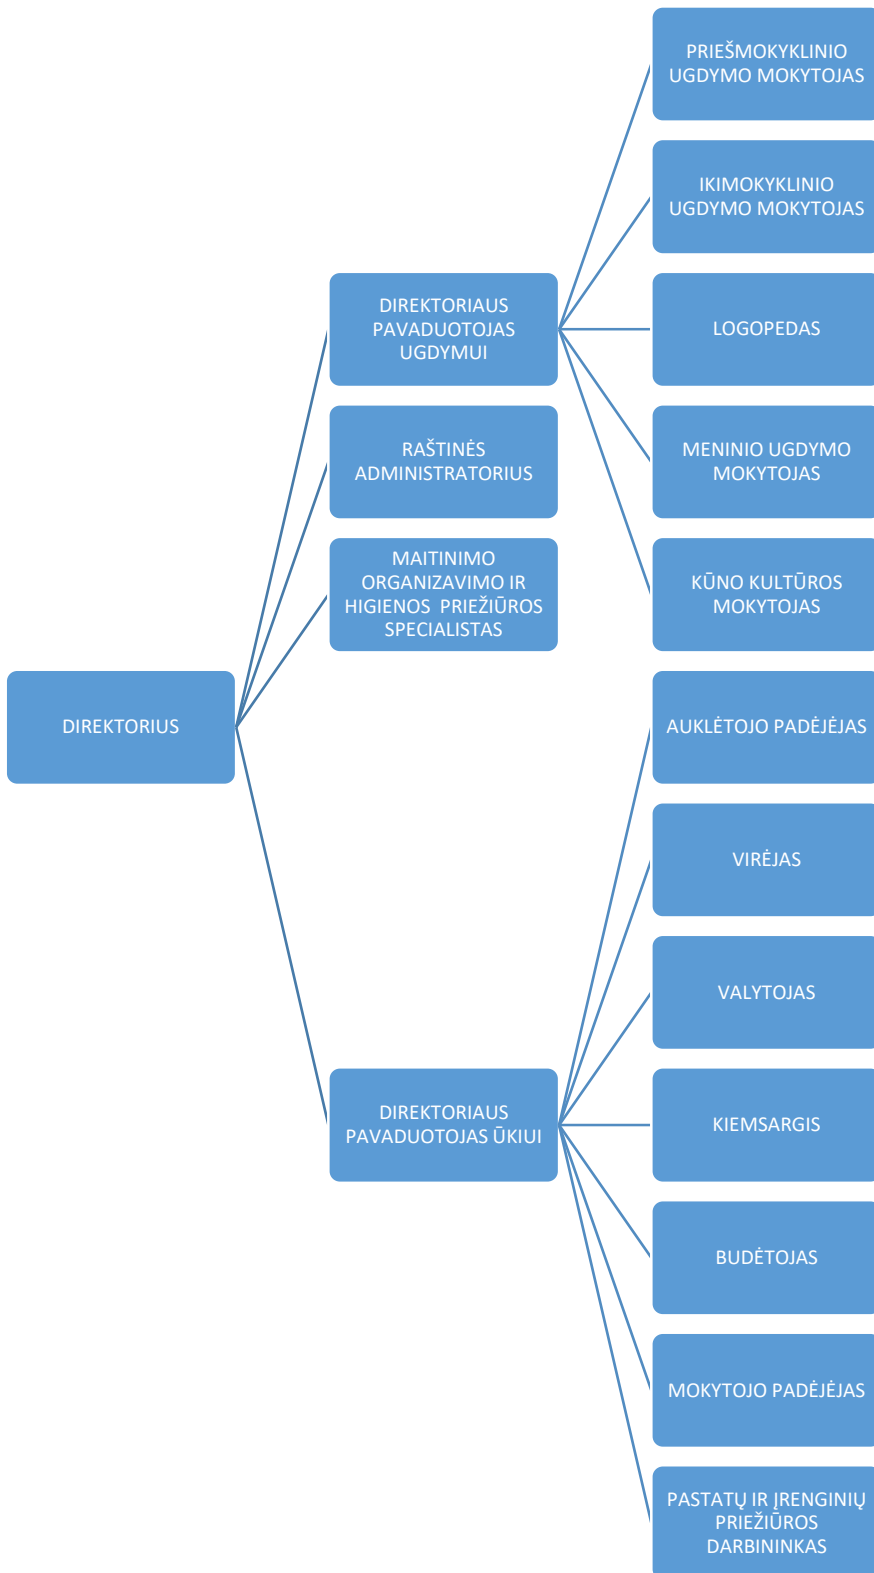 PRIEŠMOKYKLINIO
UGDYMO MOKYTOJAS
IKIMOKYKLINIO
UGDYMO MOKYTOJAS
DIREKTORIAUS
PAVADUOTOJAS
UGDYMUI
LOGOPEDAS
RAŠTINĖS
ADMINISTRATORIUS
MENINIO UGDYMO
MOKYTOJAS
MAITINIMO
ORGANIZAVIMO IR
HIGIENOS PRIEŽIŪROS
SPECIALISTAS
KŪNO KULTŪROS
MOKYTOJAS
DIREKTORIUS
AUKLĖTOJO PADĖJĖJAS
VIRĖJAS
VALYTOJAS
DIREKTORIAUS
PAVADUOTOJAS ŪKIUI
KIEMSARGIS
BUDĖTOJAS
MOKYTOJO PADĖJĖJAS
PASTATŲ IR ĮRENGINIŲ
PRIEŽIŪROS
DARBININKAS